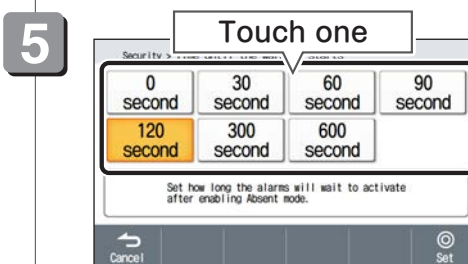 5
Touch one
Security >
0 second
30 second
60 second
90 second
120 second
300 second
600 second
Set how long the alarms will wait to activate
after enabling Absent mode.
Cancel
Set